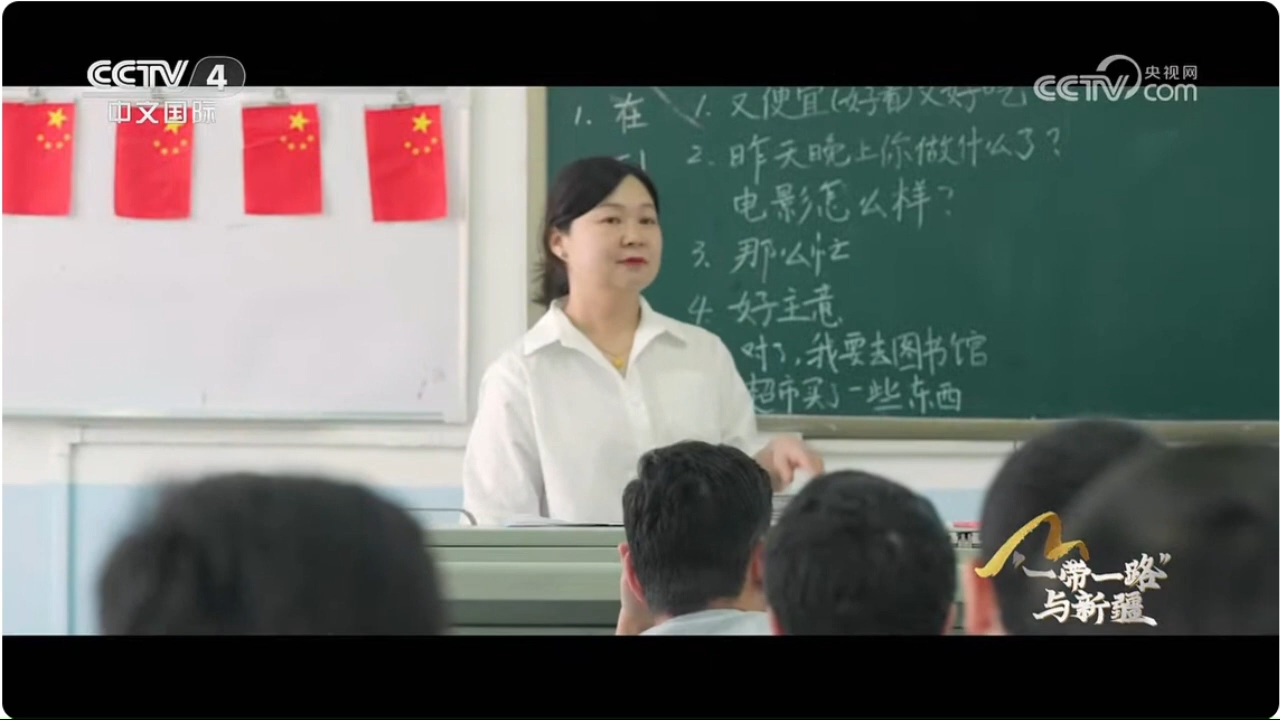 CCTV 4
中文国际
央视网
CCTV.com
1. 在
1. 又便宜(好看)又好吃
2. 昨天晚上你做什么了？
电影怎么样？
3. 那么忙
4. 好主意
对了，我要去图书馆
超市买了一些东西
“一带一路”
与新疆